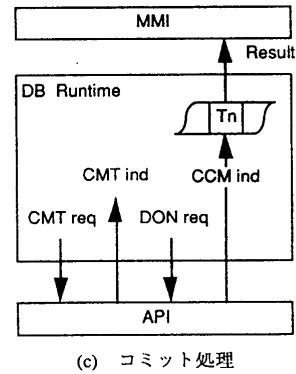 MMI
Result
DB Runtime
Tn
CMT ind
CCM ind
CMT req
DON req
API
(c) コミット処理